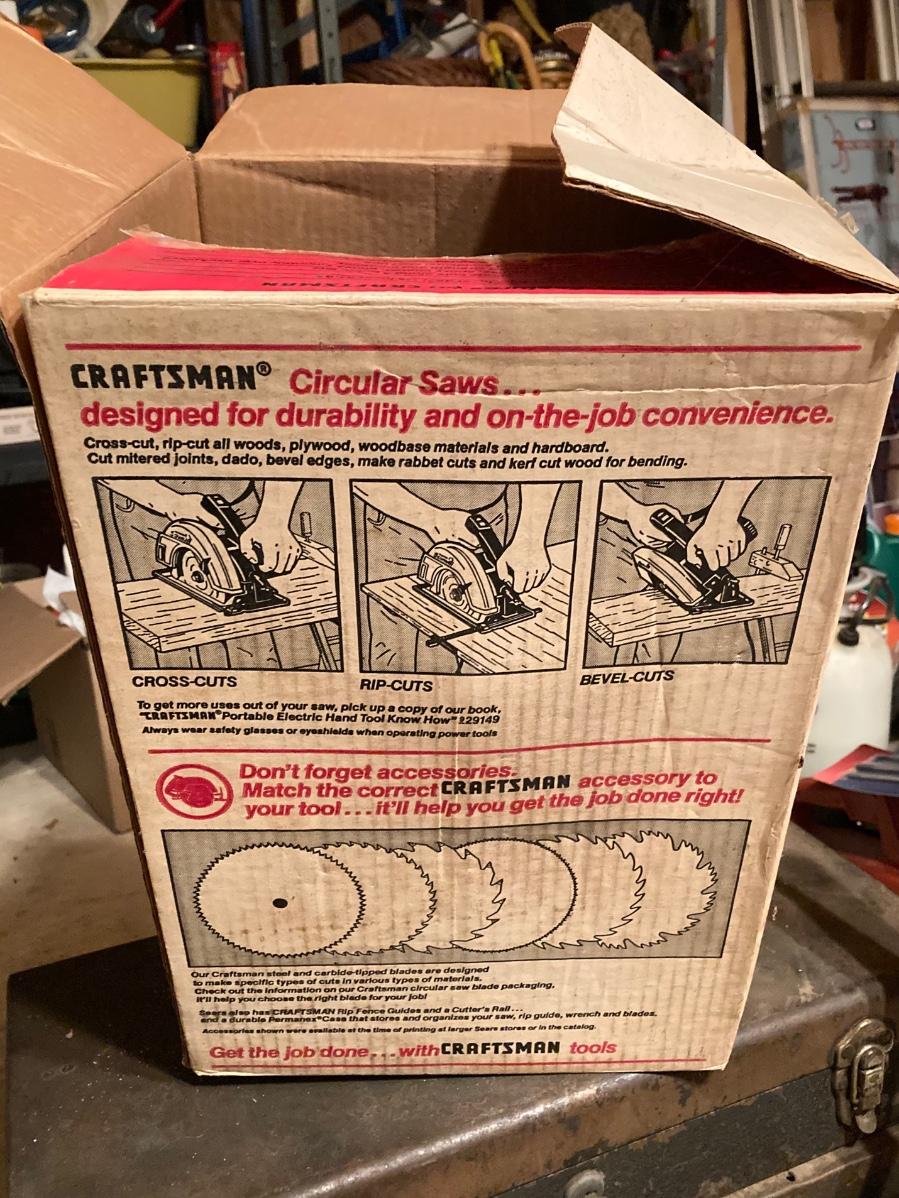 CRAFTSMAN
CRAFTSMAN® Circular Saws...
designed for durability and on-the-job convenience.
Cross-cut, rip-cut all woods, plywood, woodbase materials and hardboard.
Cut mitered joints, dado, bevel edges, make rabbet cuts and kerf cut wood for bending.
CROSS-CUTS
RIP-CUTS
BEVEL-CUTS
To get more uses out of your saw, pick up a copy of our book,
"CRAFTSMAN® Portable Electric Hand Tool Know How" 229149
Always wear safety glasses or eyeshields when operating power tools
Don't forget accessories.
Match the correct CRAFTSMAN accessory to
your tool...it'll help you get the job done right!
Our Craftsman steel and carbide-tipped blades are designed
to make specific types of cuts in various types of materials.
Check out the information on our Craftsman circular saw blade packaging,
it'll help you choose the right blade for your job!
Sears also has CRAFTSMAN Rip Fence Guides and a Cutter's Rail...
and a durable Permanex® Case that stores and organizes your saw, rip guide, wrench and blades.
Accessories shown were available at the time of printing at larger Sears stores or in the catalog.
Get the job done...with CRAFTSMAN tools